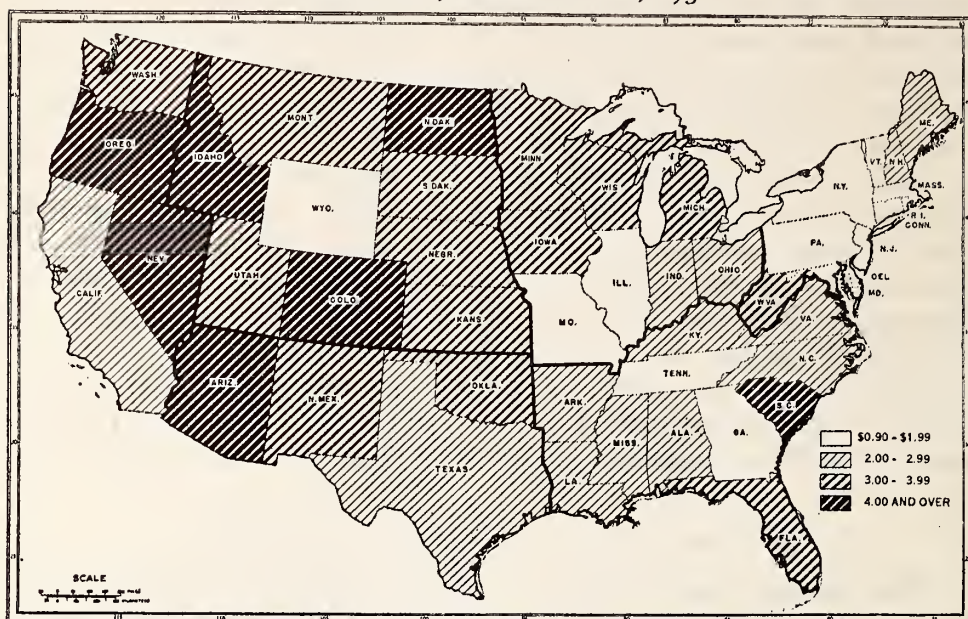 WASH.
MONT.
N.DAK.
MINN.
ME.
OREG.
IDAHO
S.DAK.
WIS.
MICH.
VT.
N.H.
N.Y.
MASS.
WYO.
R.I.
CONN.
NEV.
UTAH
NEBR.
IOWA
PA.
N.J.
CALIF.
COLO.
KANS.
ILL.
IND.
OHIO
DEL
MD.
MO.
W.VA.
KY.
VA.
ARIZ.
N.MEX.
OKLA.
ARK.
TENN.
N.C.
S.C.
TEXAS
LA.
MISS.
ALA.
GA.
FLA.
$0.90 - $1.99
2.00 - 2.99
3.00 - 3.99
4.00 AND OVER
SCALE